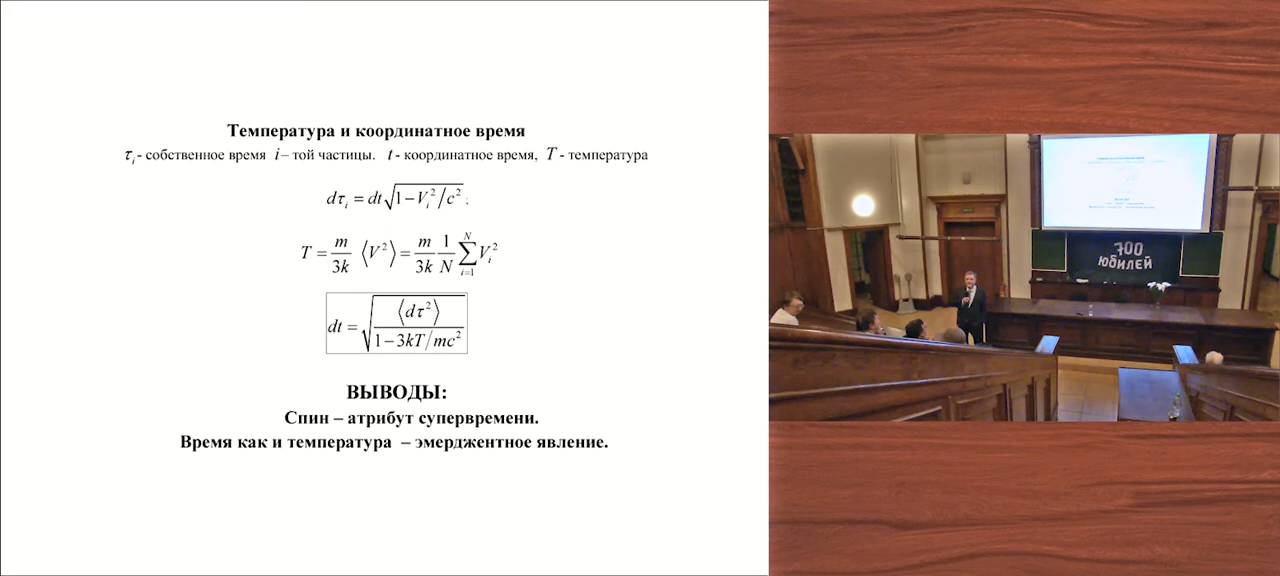 Температура и координатное время
τᵢ - собственное время i – той частицы. t - координатное время, T - температура
dτᵢ = dt√(1 − Vᵢ²/c²) ;
T = m/3k ⟨V²⟩ = m/3k 1/N ∑ᵢ₌₁ᴺ Vᵢ²
dt = √(⟨dτ²⟩/(1 − 3kT/mc²))
ВЫВОДЫ:
Спин – атрибут супервремени.
Время как и температура – эмерджентное явление.
700
ЮБИЛЕЙ